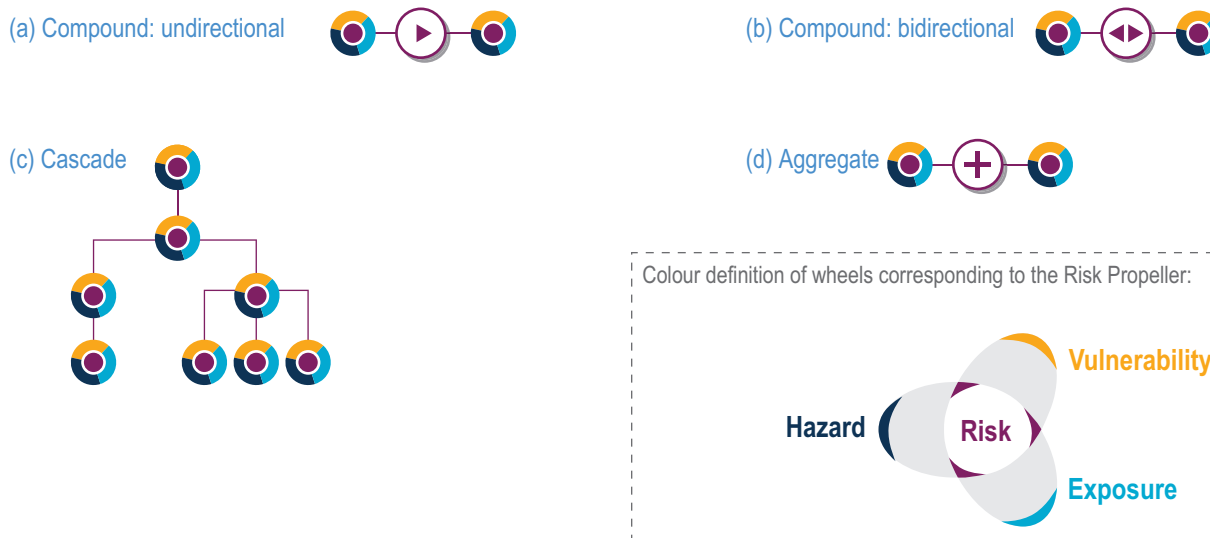 (a) Compound: undirectional
(b) Compound: bidirectional
(c) Cascade
(d) Aggregate
Colour definition of wheels corresponding to the Risk Propeller:
Vulnerability
Hazard
Risk
Exposure